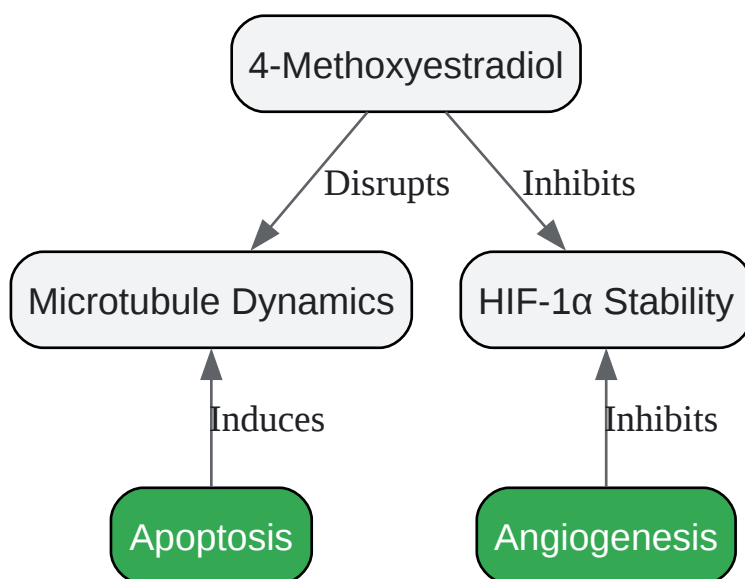 4-Methoxyestradiol
Disrupts
Inhibits
Microtubule Dynamics
HIF-1α Stability
Induces
Inhibits
Apoptosis
Angiogenesis